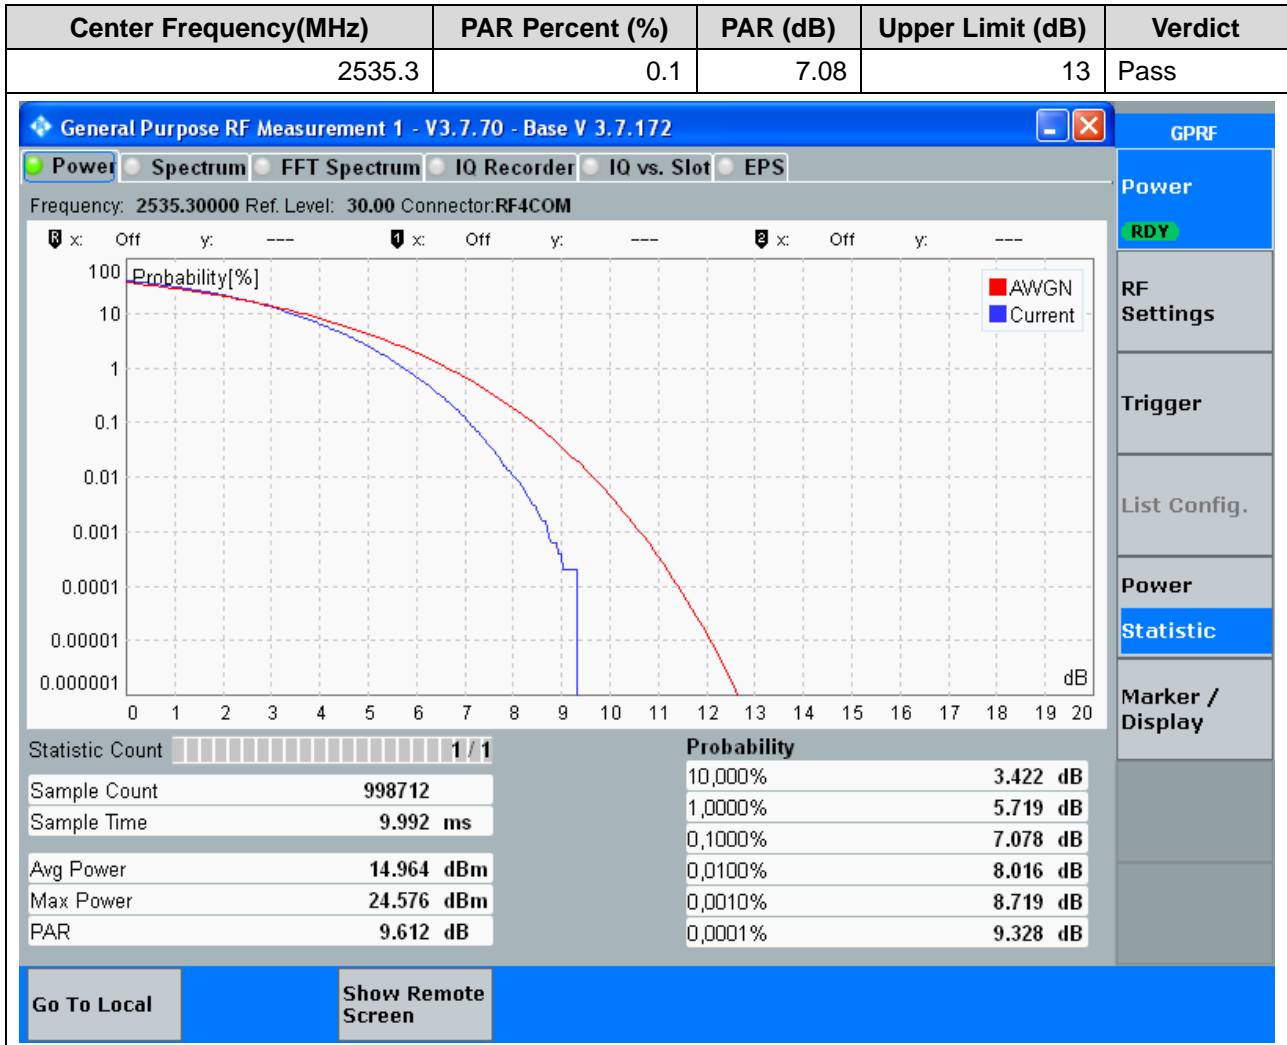 Center Frequency(MHz) PAR Percent (%) PAR (dB) Upper Limit (dB) Verdict
2535.3 0.1 7.08 13 Pass
General Purpose RF Measurement 1 - V3.7.70 - Base V 3.7.172
GPRF
Power Spectrum FFT Spectrum IQ Recorder IQ vs. Slot EPS
Frequency: 2535.30000 Ref. Level: 30.00 Connector:RF4COM
R x: Off y: --- 1 x: Off y: --- 2 x: Off y: ---
Probability[%]
AWGN
Current
100
10
1
0.1
0.01
0.001
0.0001
0.00001
0.000001
dB
0 1 2 3 4 5 6 7 8 9 10 11 12 13 14 15 16 17 18 19 20
Statistic Count 1 / 1
Sample Count 998712
Sample Time 9.992 ms
Avg Power 14.964 dBm
Max Power 24.576 dBm
PAR 9.612 dB
Probability
10,000% 3.422 dB
1,0000% 5.719 dB
0,1000% 7.078 dB
0,0100% 8.016 dB
0,0010% 8.719 dB
0,0001% 9.328 dB
Power
RDY
RF
Settings
Trigger
List Config.
Power
Statistic
Marker /
Display
Go To Local
Show Remote
Screen